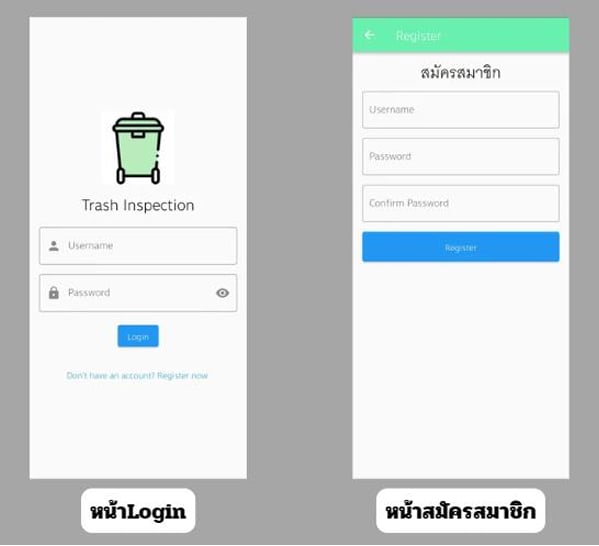 Trash Inspection
Username
Password
Login
Don't have an account? Register now
หน้าLogin
Register
สมัครสมาชิก
Username
Password
Confirm Password
Register
หน้าสมัครสมาชิก